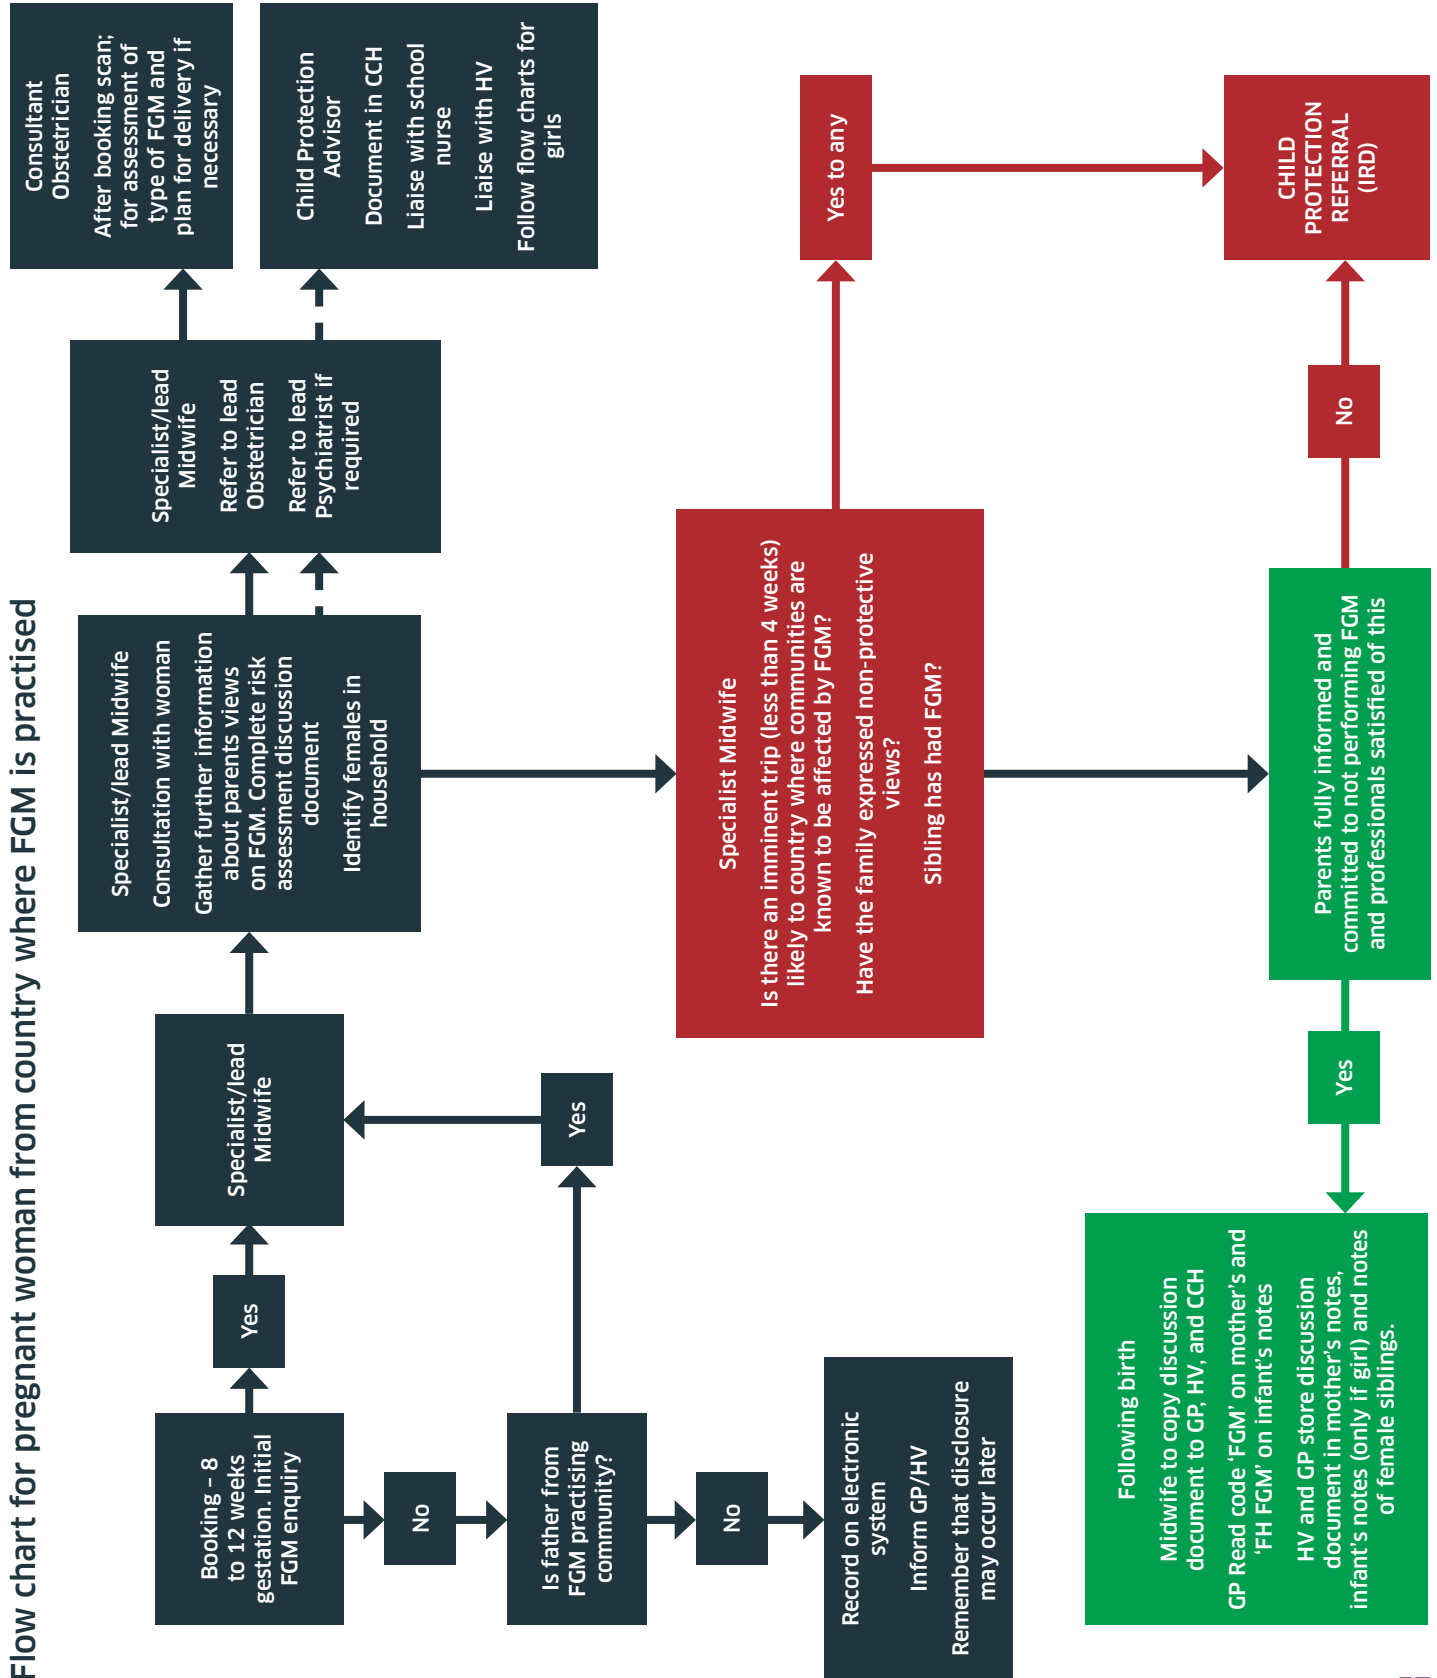 Flow chart for pregnant woman from country where FGM is practised
Booking – 8
to 12 weeks
gestation. Initial
FGM enquiry
Yes
Specialist/lead
Midwife
Specialist/lead Midwife
Consultation with woman
Gather further information
about parents views
on FGM. Complete risk
assessment discussion
document
Identify females in
household
Specialist/lead
Midwife
Refer to lead
Obstetrician
Refer to lead
Psychiatrist if
required
Consultant
Obstetrician
After booking scan;
for assessment of
type of FGM and
plan for delivery if
necessary
Child Protection
Advisor
Document in CCH
Liaise with school
nurse
Liaise with HV
Follow flow charts for
girls
No
Is father from
FGM practising
community?
Yes
No
Record on electronic
system
Inform GP/HV
Remember that disclosure
may occur later
Specialist Midwife
Is there an imminent trip (less than 4 weeks)
likely to country where communities are
known to be affected by FGM?
Have the family expressed non-protective
views?
Sibling has had FGM?
Yes to any
Following birth
Midwife to copy discussion
document to GP, HV, and CCH
GP Read code ‘FGM’ on mother’s and
‘FH FGM’ on infant’s notes
HV and GP store discussion
document in mother’s notes,
infant’s notes (only if girl) and notes
of female siblings.
Yes
Parents fully informed and
committed to not performing FGM
and professionals satisfied of this
No
CHILD
PROTECTION
REFERRAL
(IRD)